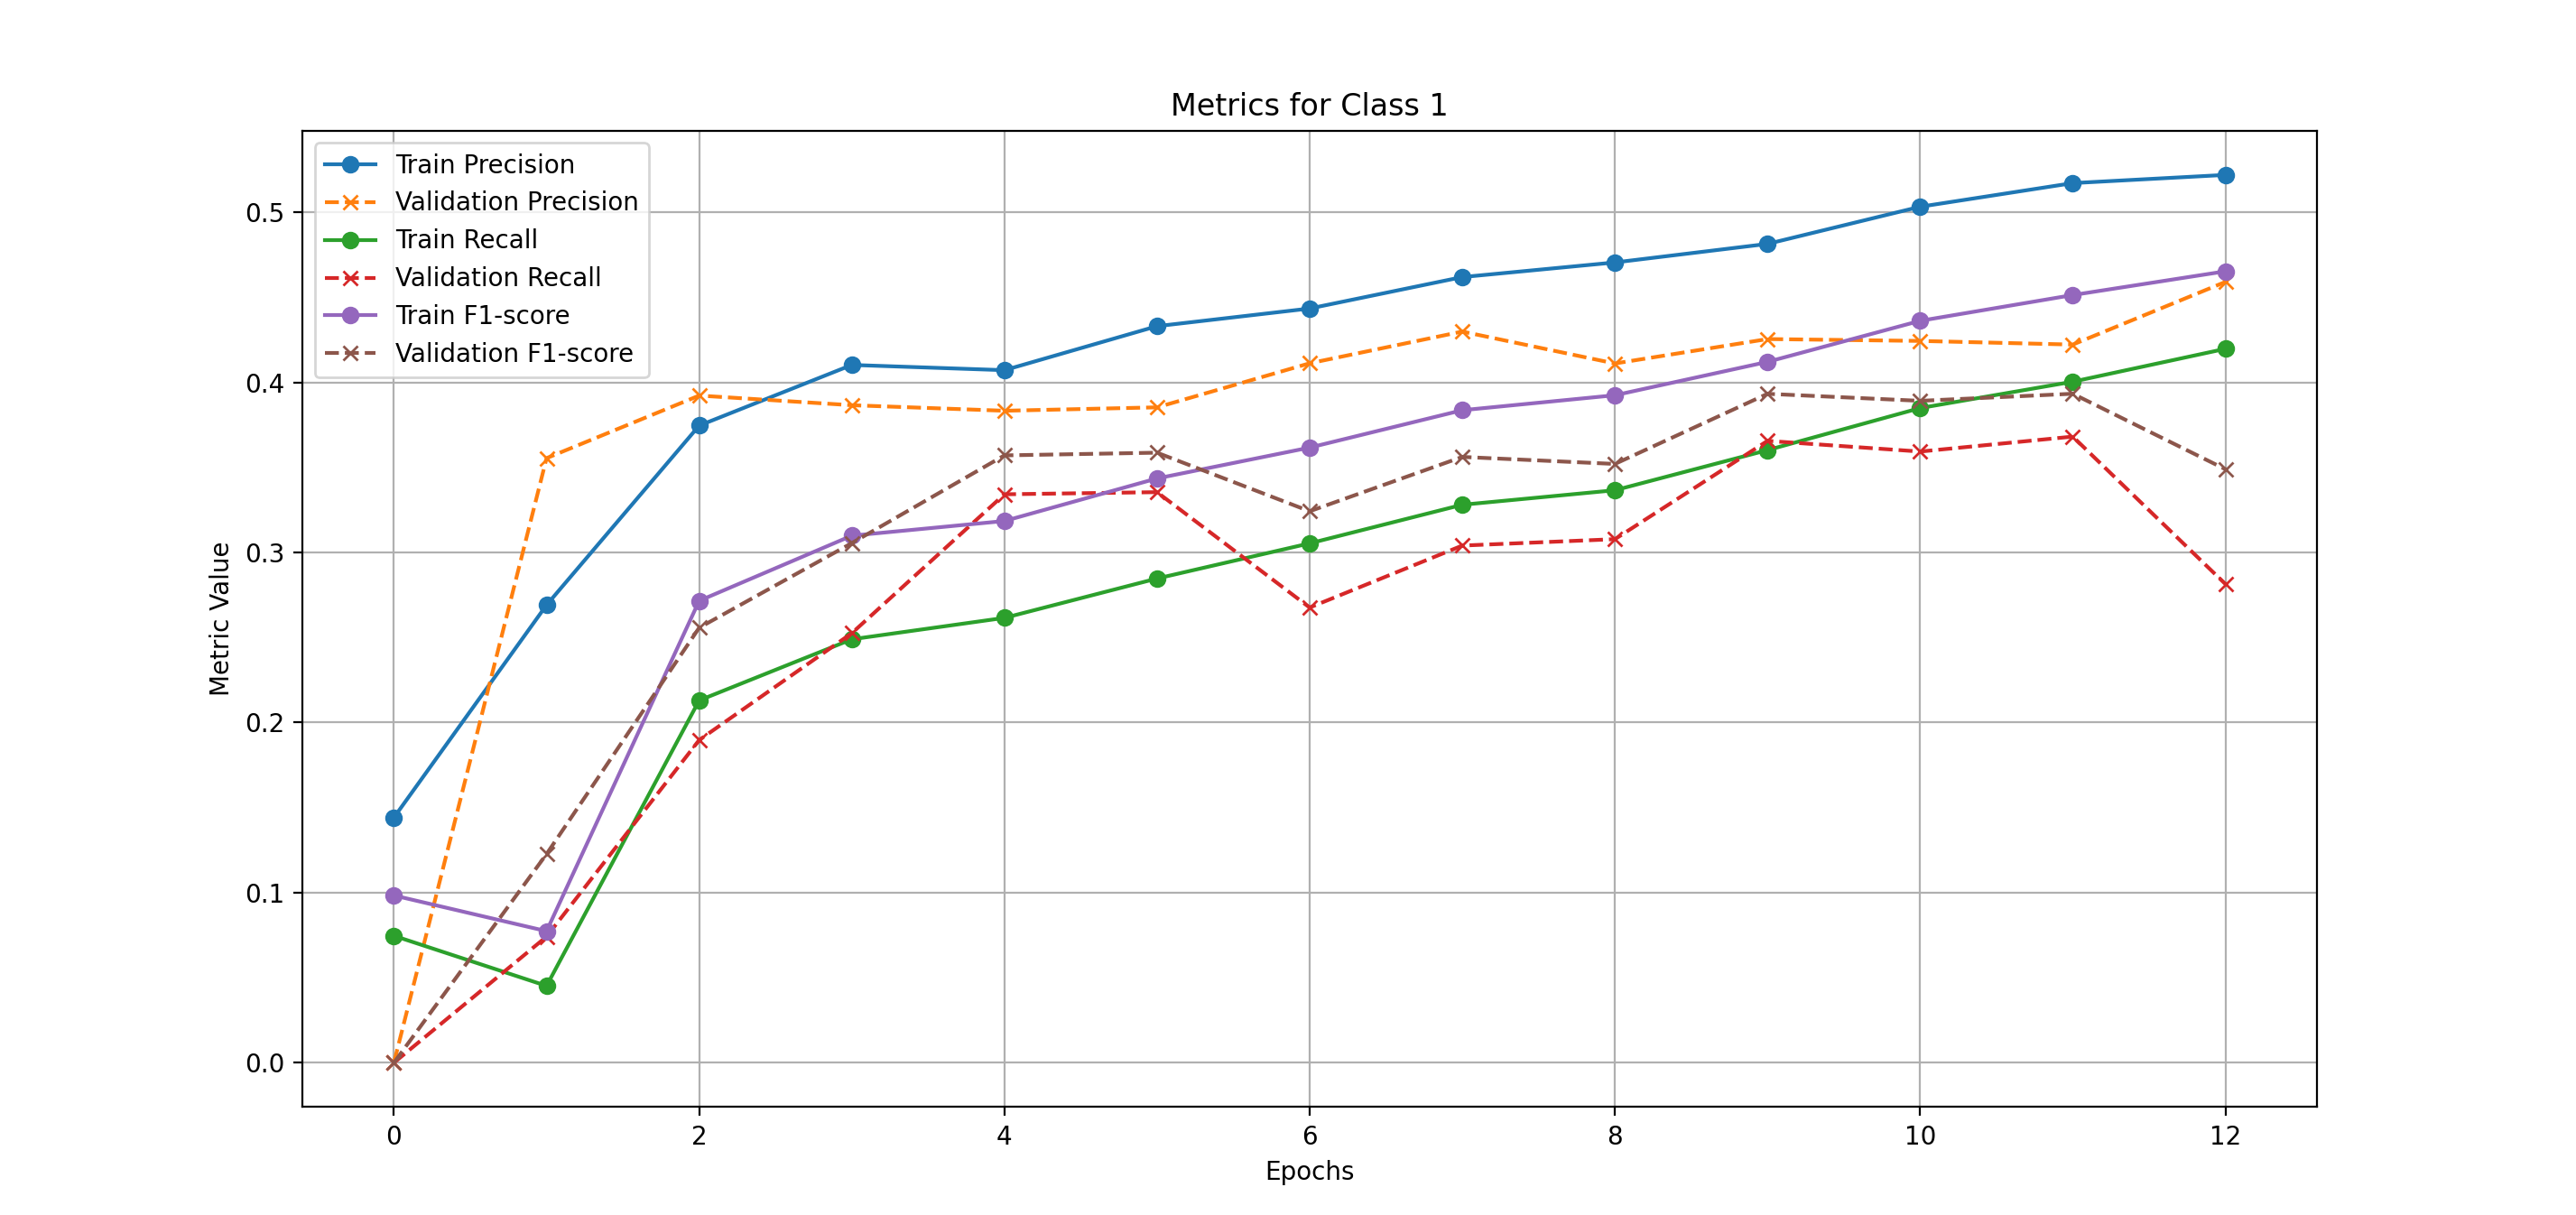 Metrics for Class 1
Train Precision
Validation Precision
Train Recall
Validation Recall
Train F1-score
Validation F1-score
Metric Value
0.5
0.4
0.3
0.2
0.1
0.0
0 2 4 6 8 10 12
Epochs